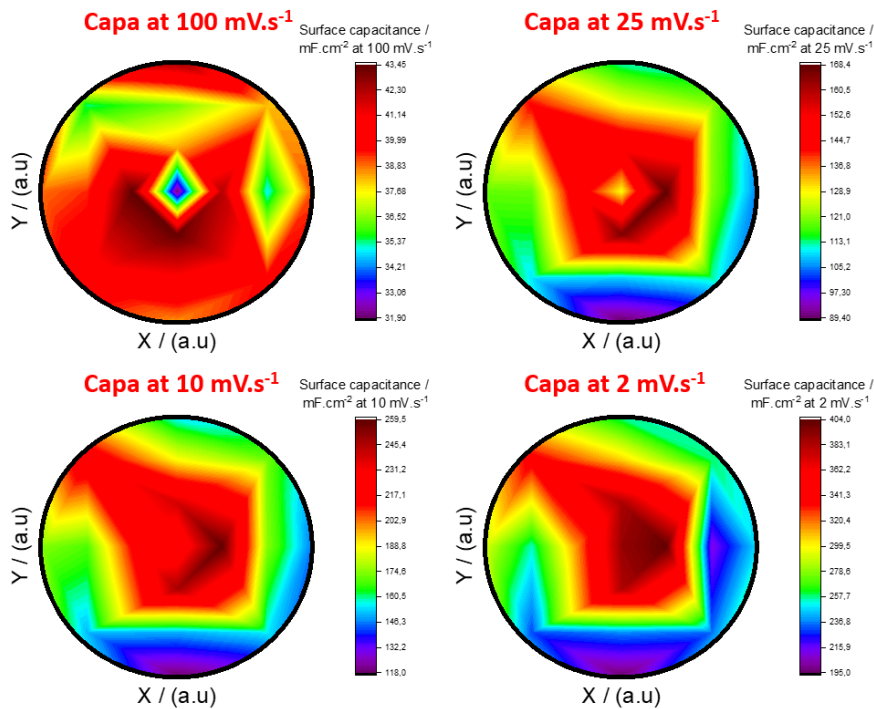 Capa at 100 mV.s-1
Surface capacitance /
mF.cm-2 at 100 mV.s-1
43,45
42,30
41,14
39,99
38,83
37,68
36,52
35,37
34,21
33,06
31,90
Y / (a.u)
X / (a.u)
Capa at 25 mV.s-1
Surface capacitance /
mF.cm-2 at 25 mV.s-1
168,4
160,5
152,6
144,7
136,8
128,9
121,0
113,1
105,2
97,30
89,40
Y / (a.u)
X / (a.u)
Capa at 10 mV.s-1
Surface capacitance /
mF.cm-2 at 10 mV.s-1
259,5
245,4
231,2
217,1
202,9
188,8
174,6
160,5
146,3
132,2
118,0
Y / (a.u)
X / (a.u)
Capa at 2 mV.s-1
Surface capacitance /
mF.cm-2 at 2 mV.s-1
404,0
383,1
362,2
341,3
320,4
299,5
278,6
257,7
236,8
215,9
195,0
Y / (a.u)
X / (a.u)